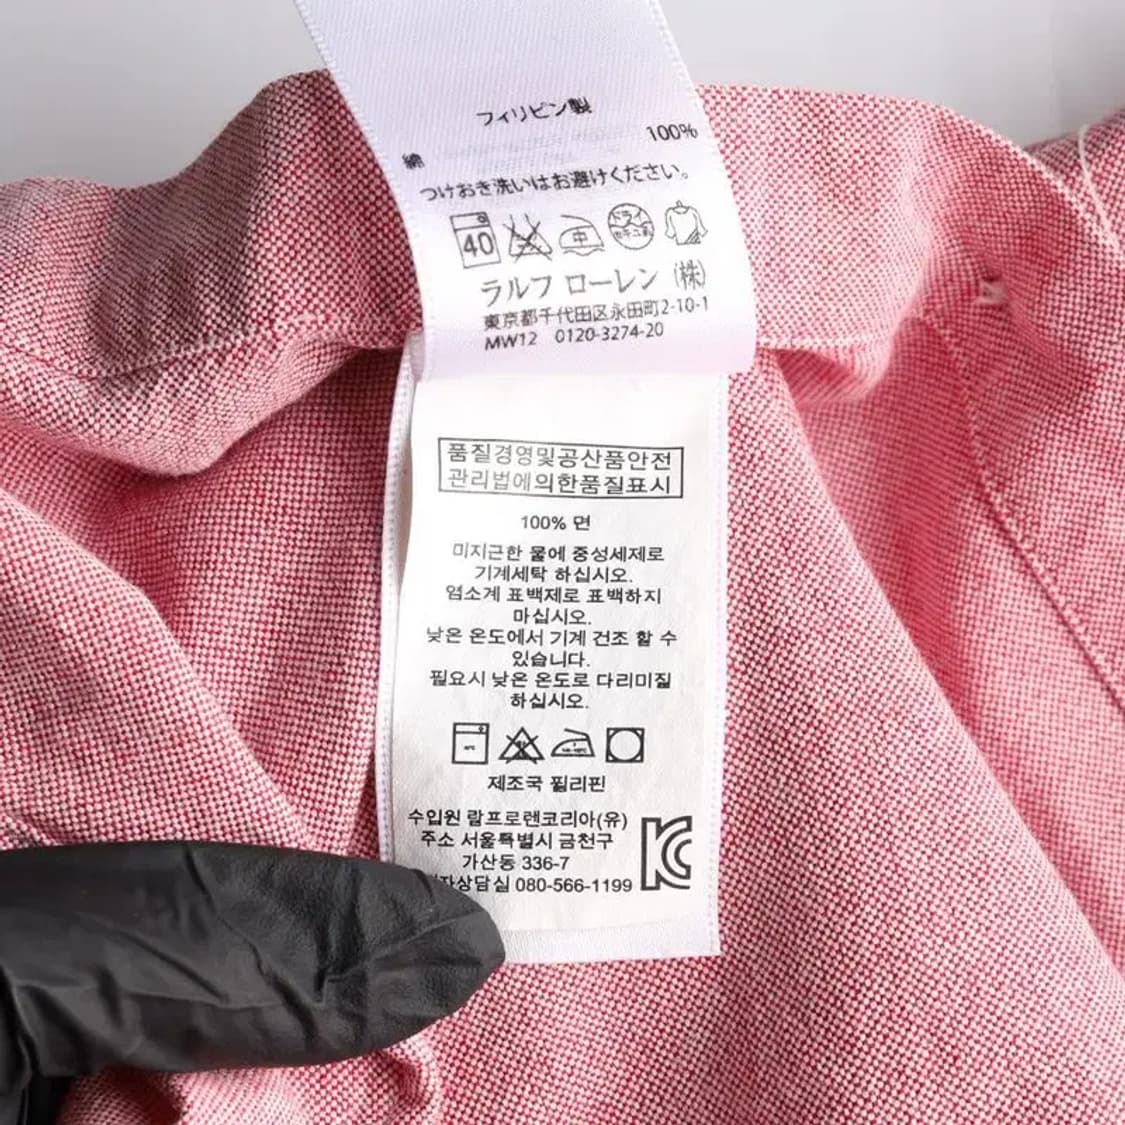 フィリピン製
綿 100%
つけおき洗いはお避けください。
40 中 ドライ
ラルフ ローレン (株)
東京都千代田区永田町2-10-1
MW12 0120-3274-20
품질경영및공산품안전
관리법에의한품질표시
100% 면
미지근한 물에 중성세제로
기계세탁 하십시오.
염소계 표백제로 표백하지
마십시오.
낮은 온도에서 기계 건조 할 수
있습니다.
필요시 낮은 온도로 다리미질
하십시오.
제조국 필리핀
수입원 랄프로렌코리아(유)
주소 서울특별시 금천구
가산동 336-7
자상담실 080-566-1199